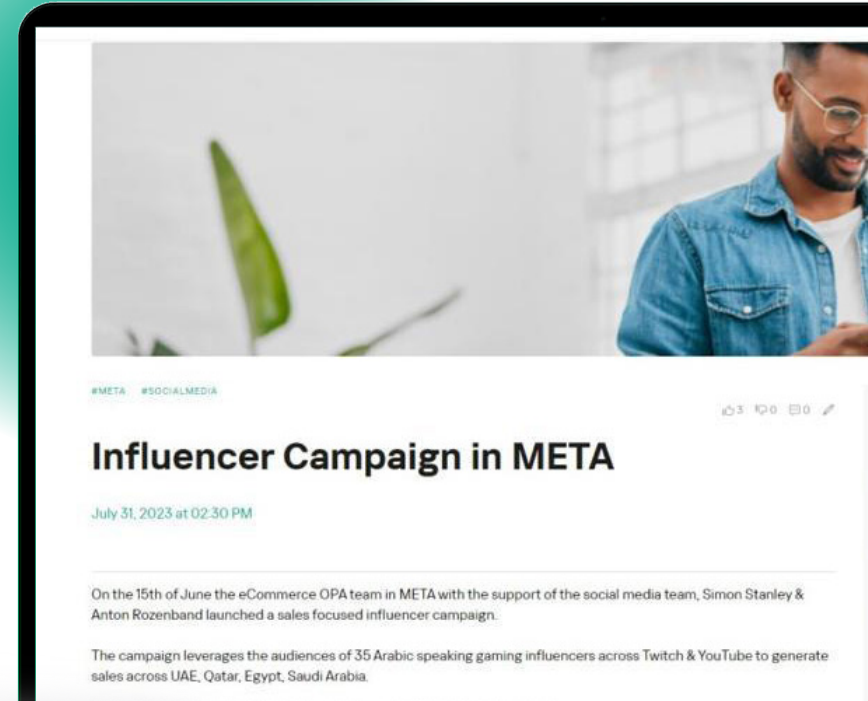 #META #SOCIALMEDIA
3 0 0
Influencer Campaign in META
July 31, 2023 at 02:30 PM
On the 15th of June the eCommerce OPA team in META with the support of the social media team, Simon Stanley &
Anton Rozenband launched a sales focused influencer campaign.
The campaign leverages the audiences of 35 Arabic speaking gaming influencers across Twitch & YouTube to generate
sales across UAE, Qatar, Egypt, Saudi Arabia.